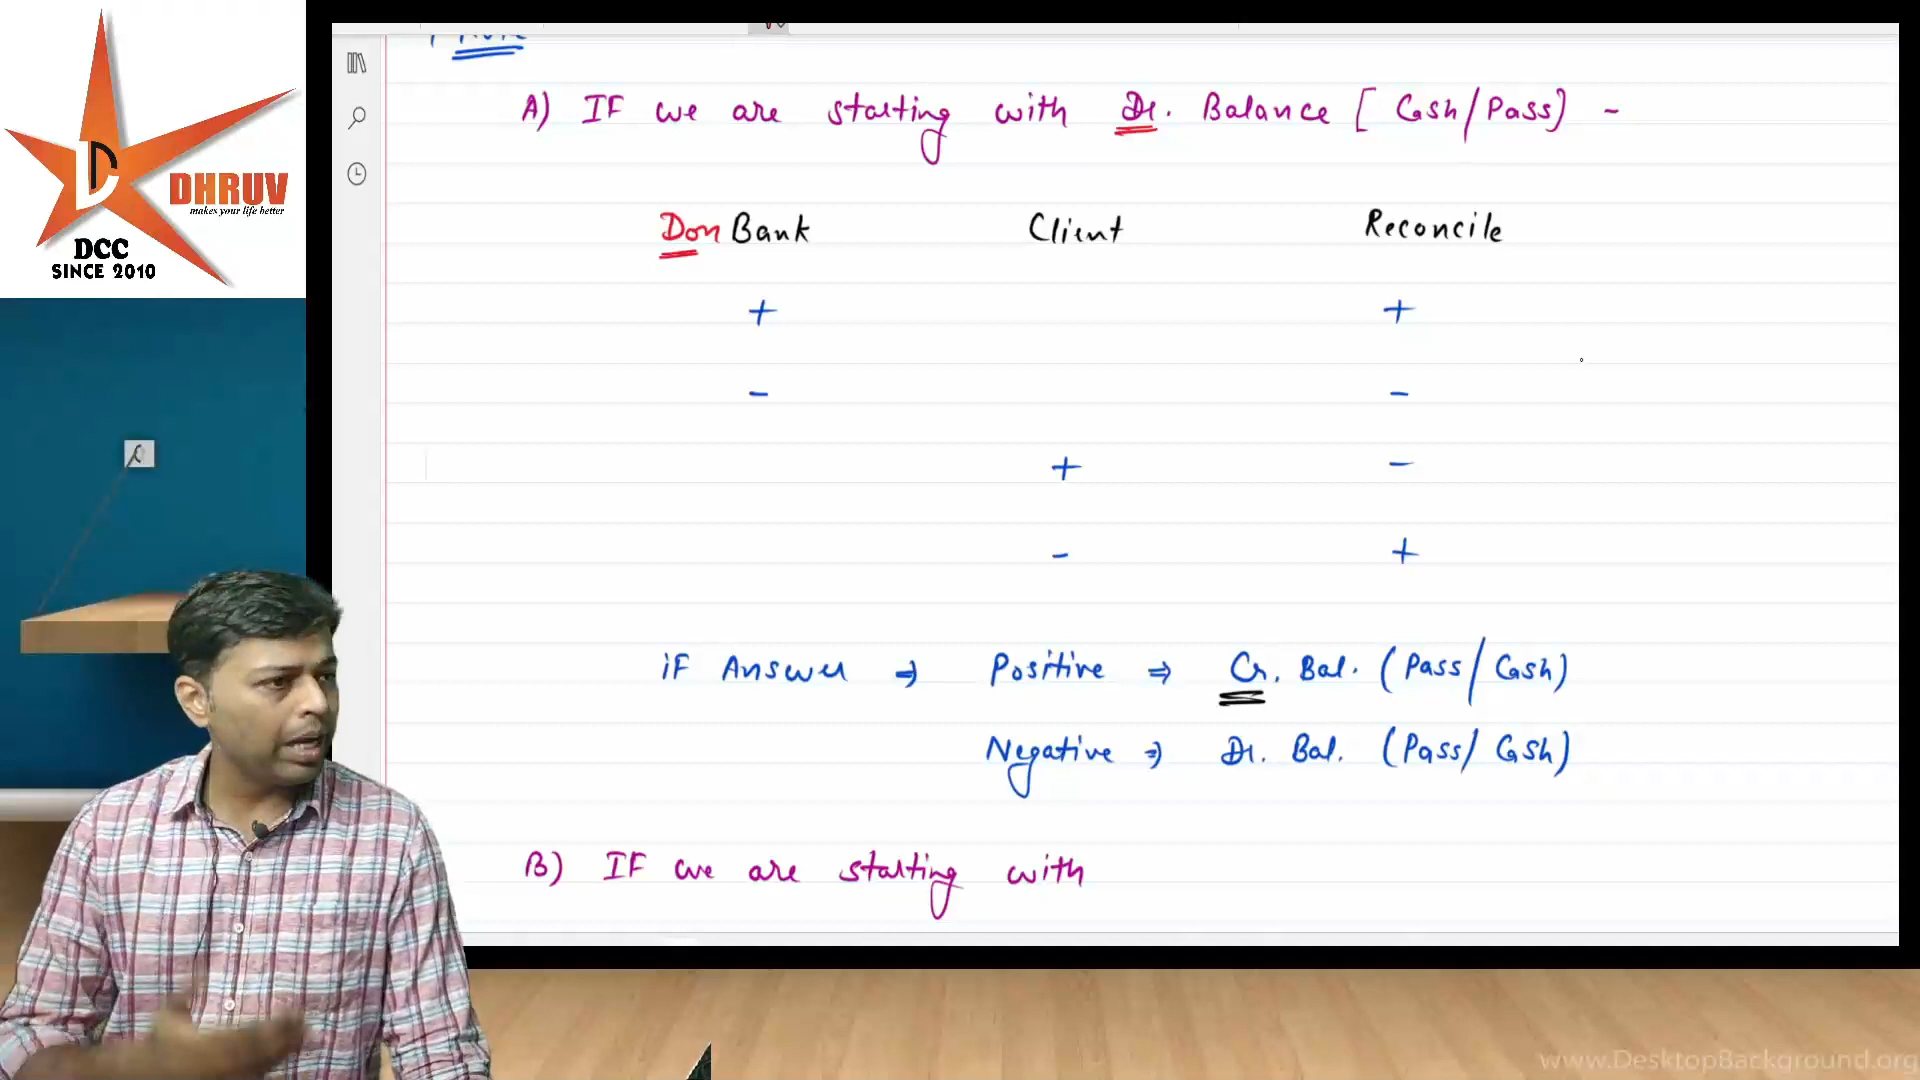 A) IF we are starting with Dr. Balance [Cash/Pass) -
Don Bank Client Reconcile
+ +
- -
+ -
- +
IF Answer ⇒ Positive ⇒ Cr. Bal. (Pass/Cash)
Negative ⇒ Dr. Bal. (Pass/Cash)
B) IF we are starting with
DC
DHRUV
makes your life better
DCC
SINCE 2010
www.DesktopBackground.org